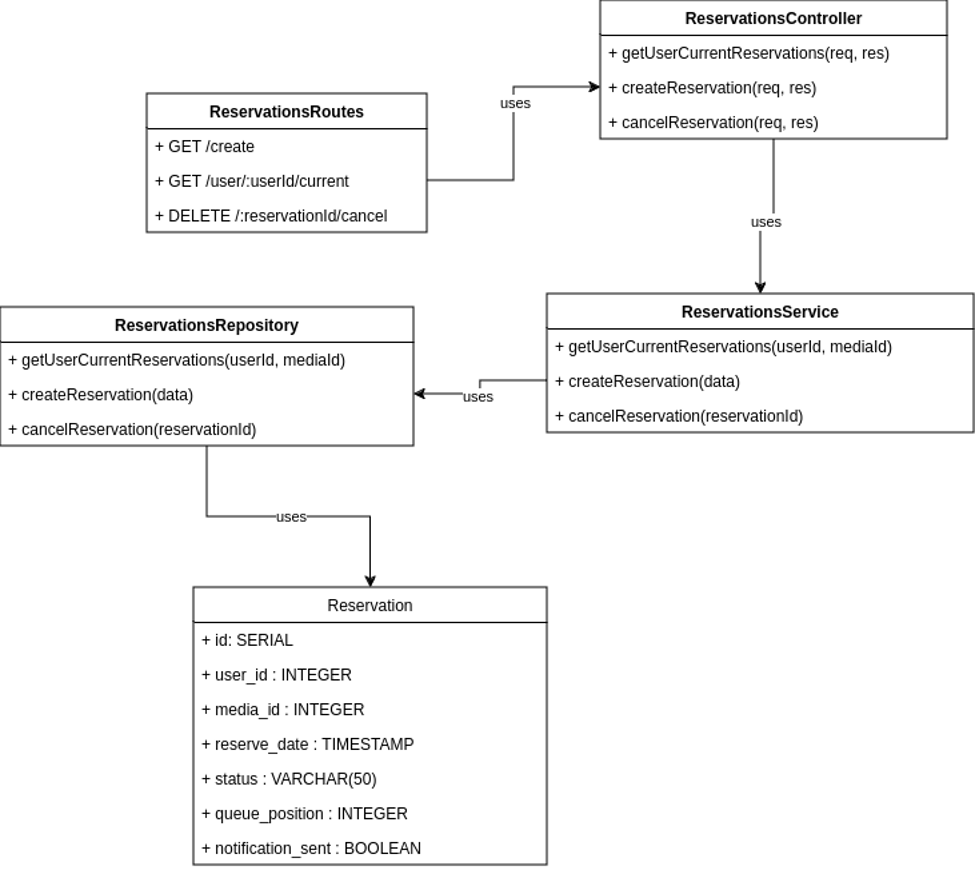 ReservationsController
+ getUserCurrentReservations(req, res)
+ createReservation(req, res)
+ cancelReservation(req, res)
uses
ReservationsRoutes
+ GET /create
+ GET /user/:userId/current
+ DELETE /:reservationId/cancel
uses
ReservationsService
+ getUserCurrentReservations(userId, mediaId)
+ createReservation(data)
+ cancelReservation(reservationId)
uses
ReservationsRepository
+ getUserCurrentReservations(userId, mediaId)
+ createReservation(data)
+ cancelReservation(reservationId)
uses
Reservation
+ id: SERIAL
+ user_id : INTEGER
+ media_id : INTEGER
+ reserve_date : TIMESTAMP
+ status : VARCHAR(50)
+ queue_position : INTEGER
+ notification_sent : BOOLEAN